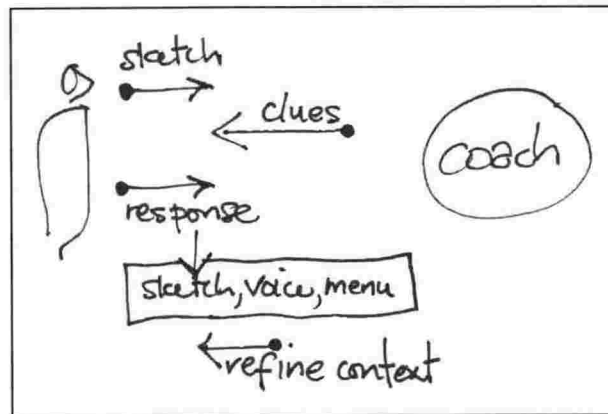 sketch
clues
coach
response
sketch, voice, menu
refine context